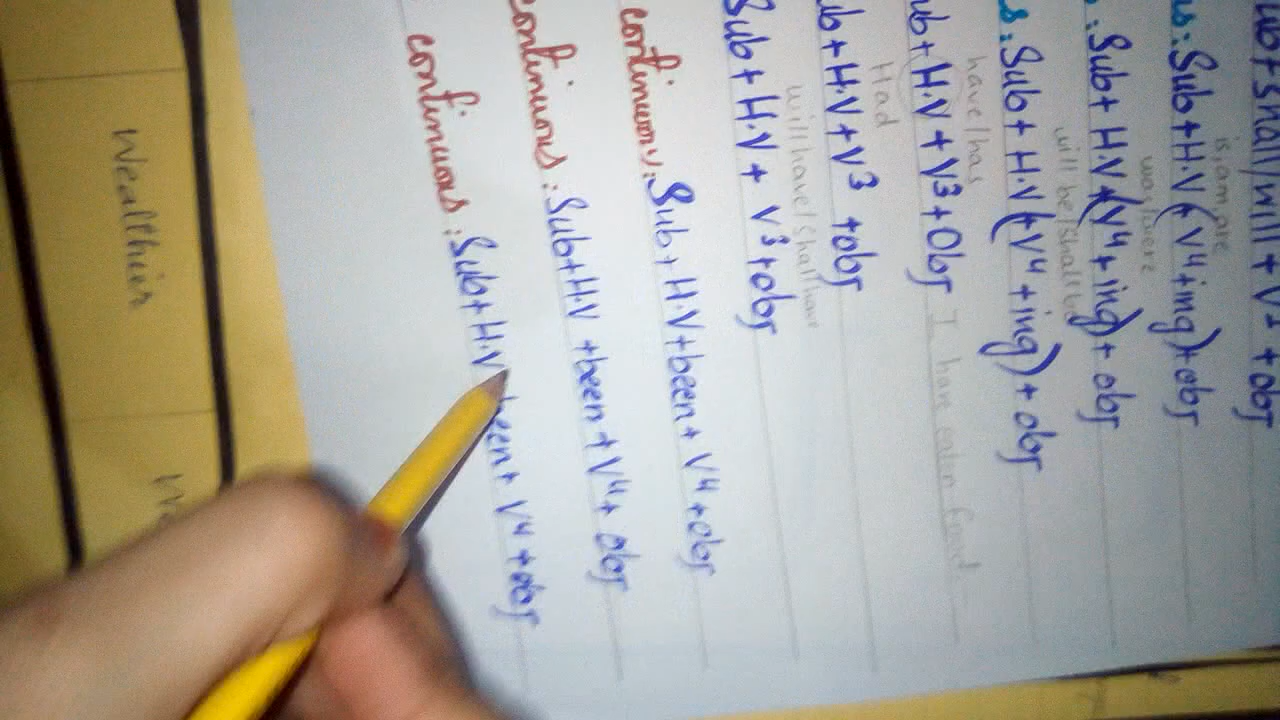 Sub + shall/will + V¹ + obj
is, am are
us: Sub + H.V (+ V⁴ + ing) + obj
was/were
: Sub + H.V + (V⁴ + ing) + obj
will be/shall be
s: Sub + H.V (+ V⁴ + ing) + obj
have/has
ub + H.V + V³ + Obj I have eaten food
Had
ub + H.V + V³ + obj
will have/shall have
Sub + H.V + V³ + obj
continuous: Sub + H.V + been + V⁴ + obj
continuous: Sub + H.V + been + V⁴ + obj
continuous: Sub + H.V been + V⁴ + obj
Wealthier